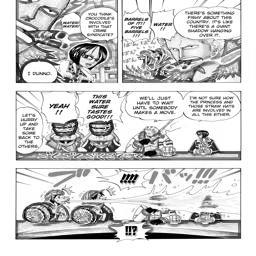 THERE'S SOMETHING
FISHY ABOUT THIS
COUNTRY. IT'S LIKE
THERE'S A GIANT
SHADOW HANGING
OVER IT.
WATER!!
BARRELS
OF IT!!
FIVE
BARRELS
!!!
YOU THINK
CROCODILE'S
INVOLVED
WITH THAT
CRIME
SYNDICATE?
WATER!
WATER!
I DUNNO.
I'M NOT SURE HOW
THE PRINCESS AND
THOSE STRAW HATS
ARE INVOLVED IN
ALL THIS EITHER.
WE'LL JUST
HAVE TO WAIT
UNTIL SOMEBODY
MAKES A MOVE.
THIS
WATER
SURE
TASTES
GOOD!!!
YEAH
!!
LET'S
HURRY
UP AND
TAKE
SOME
BACK TO
THE
OTHERS.
!!!!
!!?